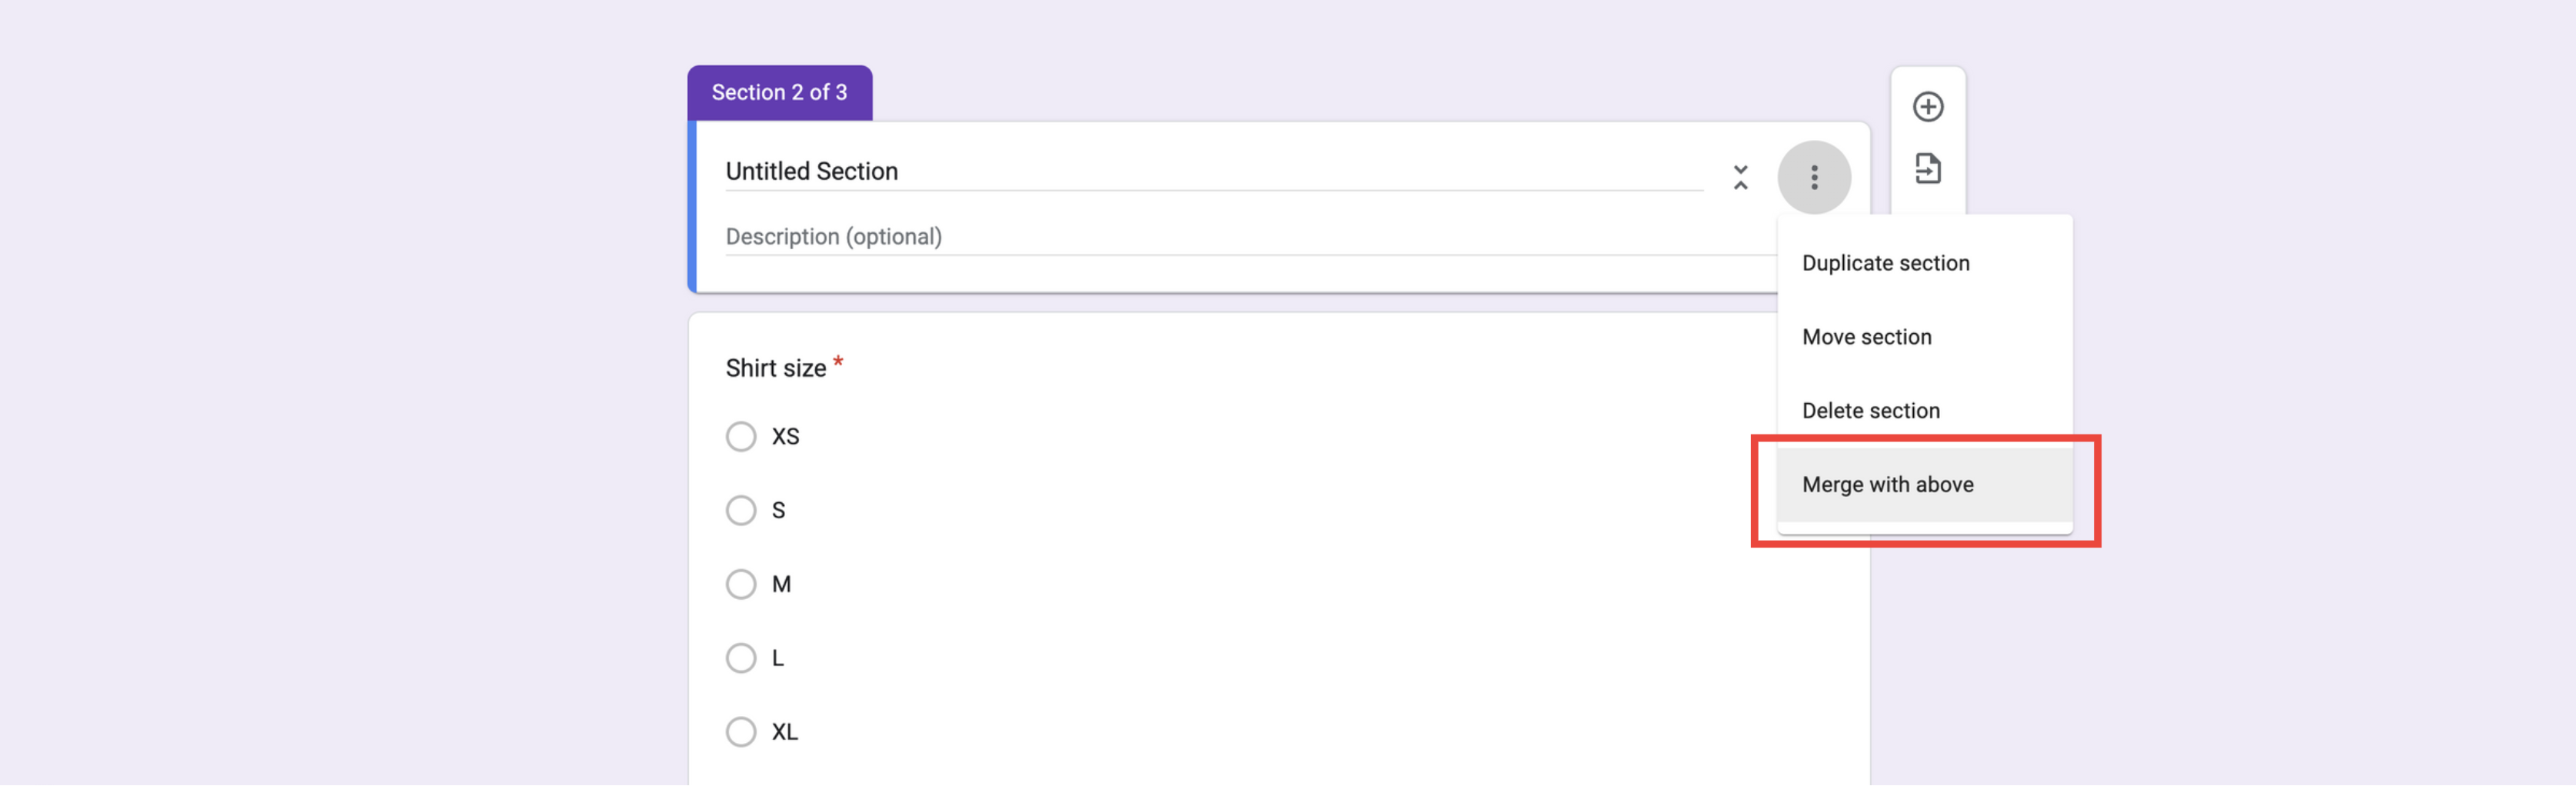 Section 2 of 3
Untitled Section
Description (optional)
Duplicate section
Move section
Delete section
Merge with above
Shirt size *
XS
S
M
L
XL